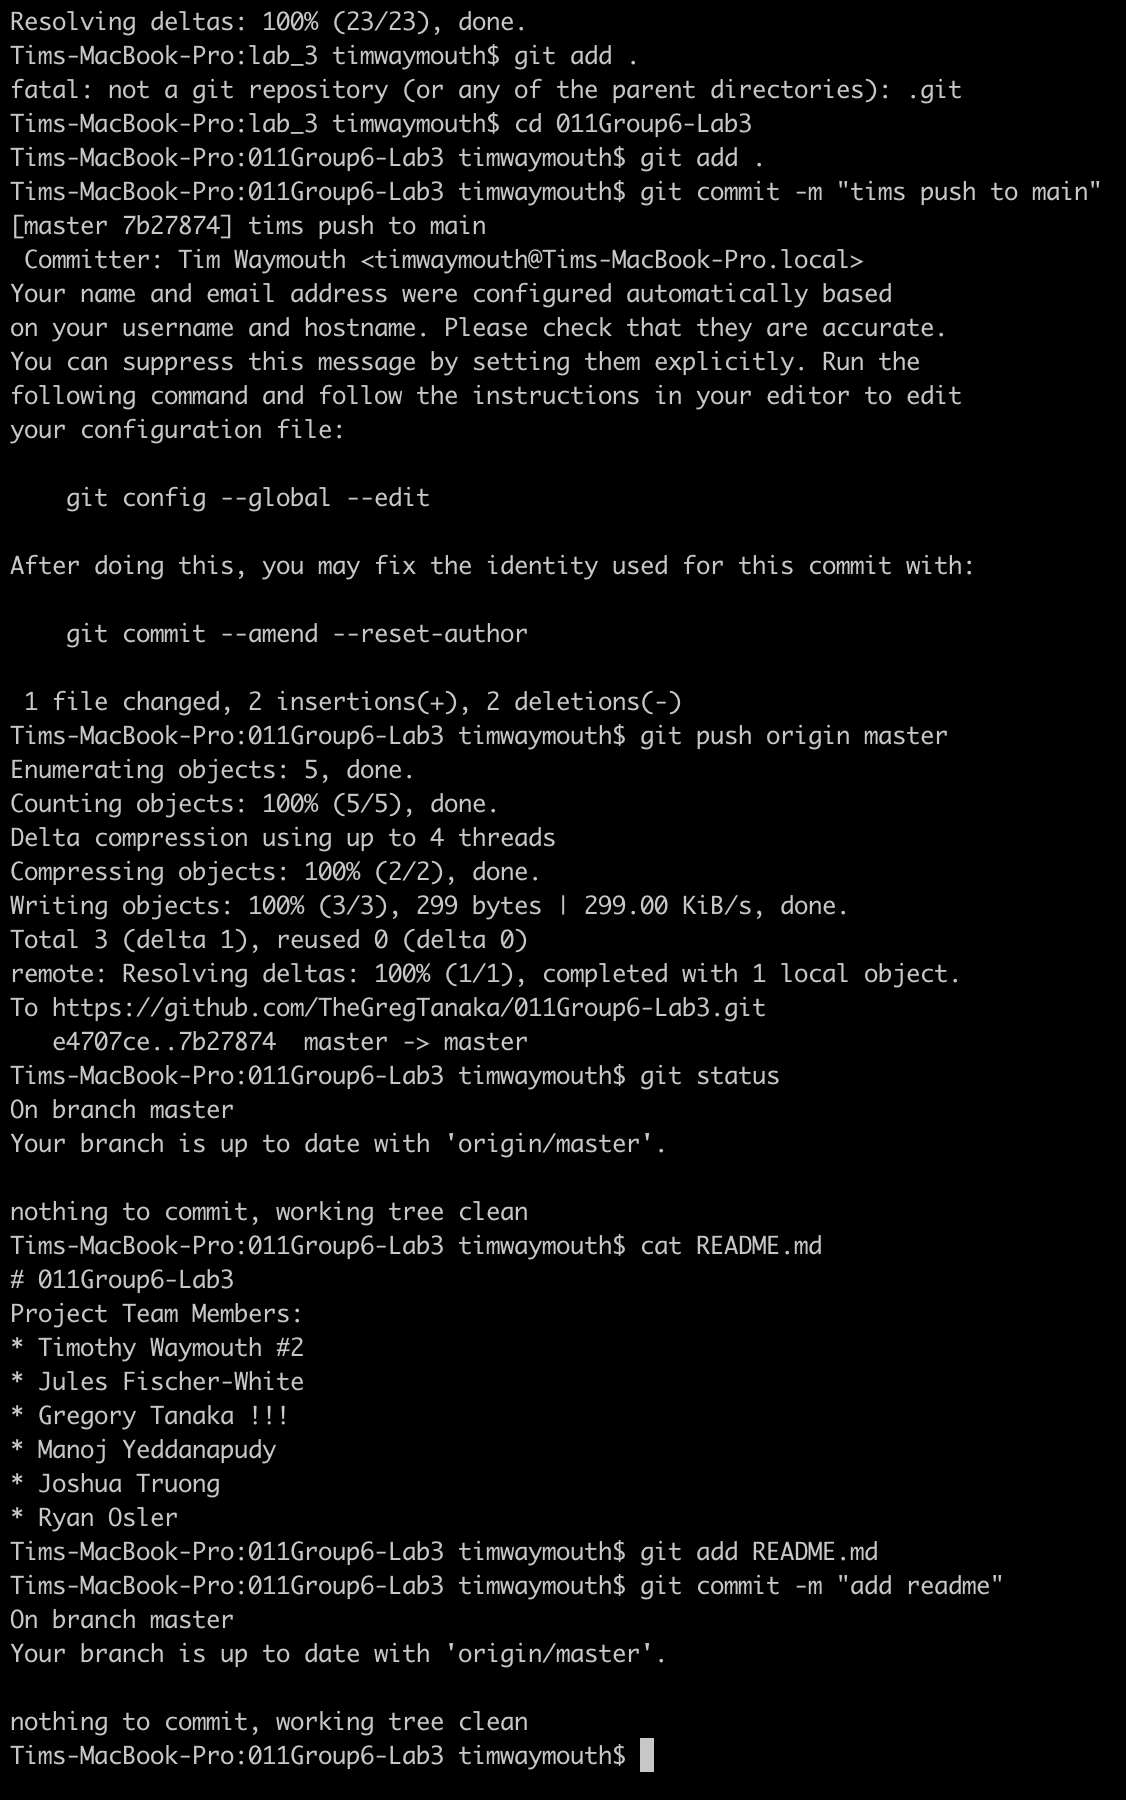 Resolving deltas: 100% (23/23), done.
Tims-MacBook-Pro:lab_3 timwaymouth$ git add .
fatal: not a git repository (or any of the parent directories): .git
Tims-MacBook-Pro:lab_3 timwaymouth$ cd 011Group6-Lab3
Tims-MacBook-Pro:011Group6-Lab3 timwaymouth$ git add .
Tims-MacBook-Pro:011Group6-Lab3 timwaymouth$ git commit -m "tims push to main"
[master 7b27874] tims push to main
 Committer: Tim Waymouth <timwaymouth@Tims-MacBook-Pro.local>
Your name and email address were configured automatically based
on your username and hostname. Please check that they are accurate.
You can suppress this message by setting them explicitly. Run the
following command and follow the instructions in your editor to edit
your configuration file:

    git config --global --edit

After doing this, you may fix the identity used for this commit with:

    git commit --amend --reset-author

 1 file changed, 2 insertions(+), 2 deletions(-)
Tims-MacBook-Pro:011Group6-Lab3 timwaymouth$ git push origin master
Enumerating objects: 5, done.
Counting objects: 100% (5/5), done.
Delta compression using up to 4 threads
Compressing objects: 100% (2/2), done.
Writing objects: 100% (3/3), 299 bytes | 299.00 KiB/s, done.
Total 3 (delta 1), reused 0 (delta 0)
remote: Resolving deltas: 100% (1/1), completed with 1 local object.
To https://github.com/TheGregTanaka/011Group6-Lab3.git
   e4707ce..7b27874  master -> master
Tims-MacBook-Pro:011Group6-Lab3 timwaymouth$ git status
On branch master
Your branch is up to date with 'origin/master'.

nothing to commit, working tree clean
Tims-MacBook-Pro:011Group6-Lab3 timwaymouth$ cat README.md
# 011Group6-Lab3
Project Team Members:
* Timothy Waymouth #2
* Jules Fischer-White
* Gregory Tanaka !!!
* Manoj Yeddanapudy
* Joshua Truong
* Ryan Osler
Tims-MacBook-Pro:011Group6-Lab3 timwaymouth$ git add README.md
Tims-MacBook-Pro:011Group6-Lab3 timwaymouth$ git commit -m "add readme"
On branch master
Your branch is up to date with 'origin/master'.

nothing to commit, working tree clean
Tims-MacBook-Pro:011Group6-Lab3 timwaymouth$